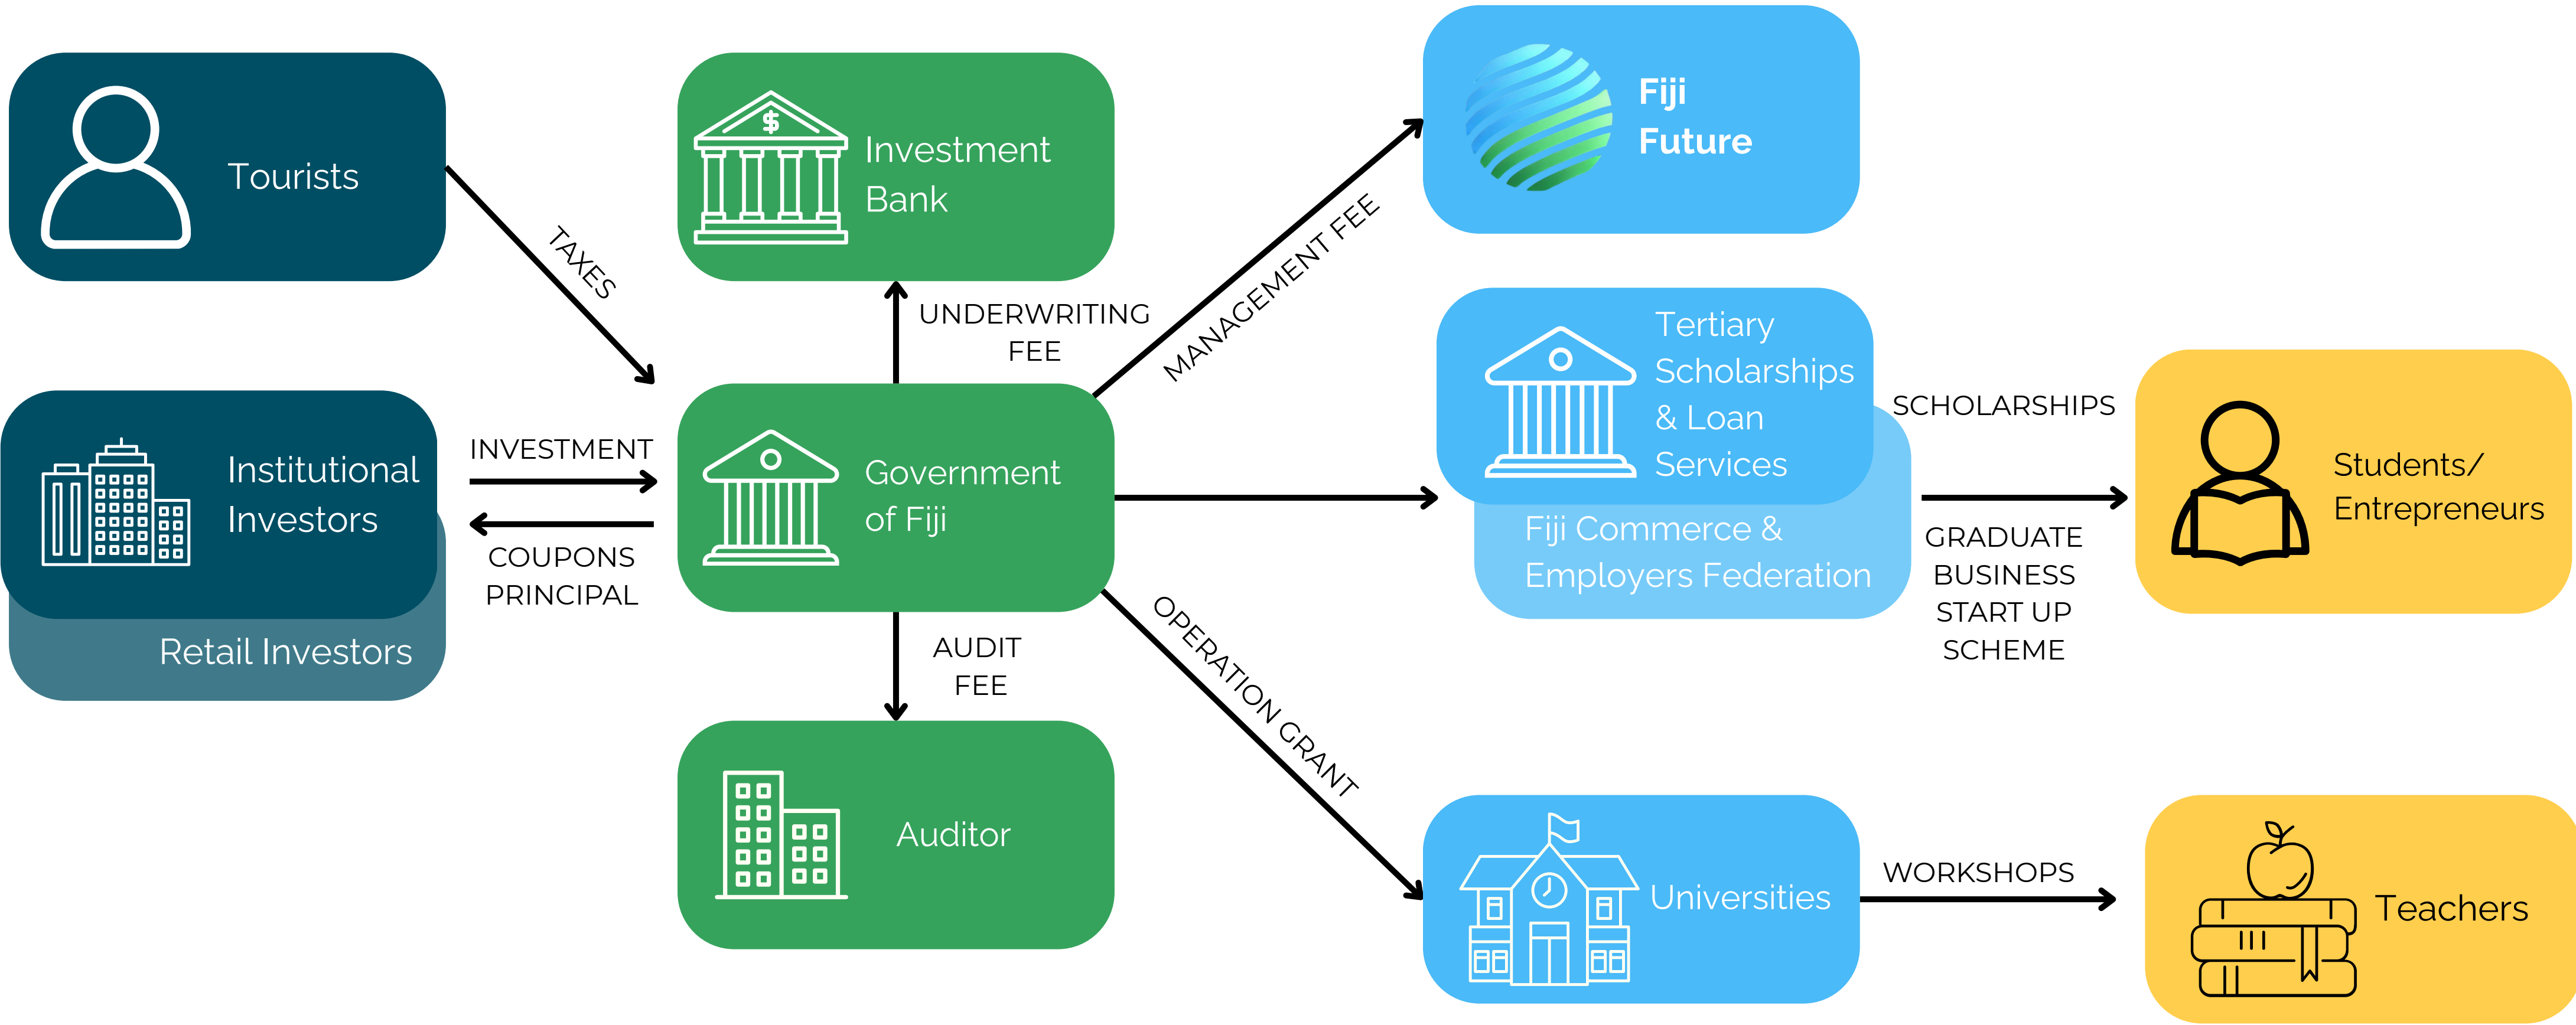 Tourists
TAXES
Institutional
Investors
Retail Investors
INVESTMENT
COUPONS
PRINCIPAL
$
Investment
Bank
UNDERWRITING
FEE
Government
of Fiji
AUDIT
FEE
Auditor
MANAGEMENT FEE
Fiji
Future
Tertiary
Scholarships
& Loan
Services
Fiji Commerce &
Employers Federation
OPERATION GRANT
Universities
SCHOLARSHIPS
GRADUATE
BUSINESS
START UP
SCHEME
Students/
Entrepreneurs
WORKSHOPS
Teachers